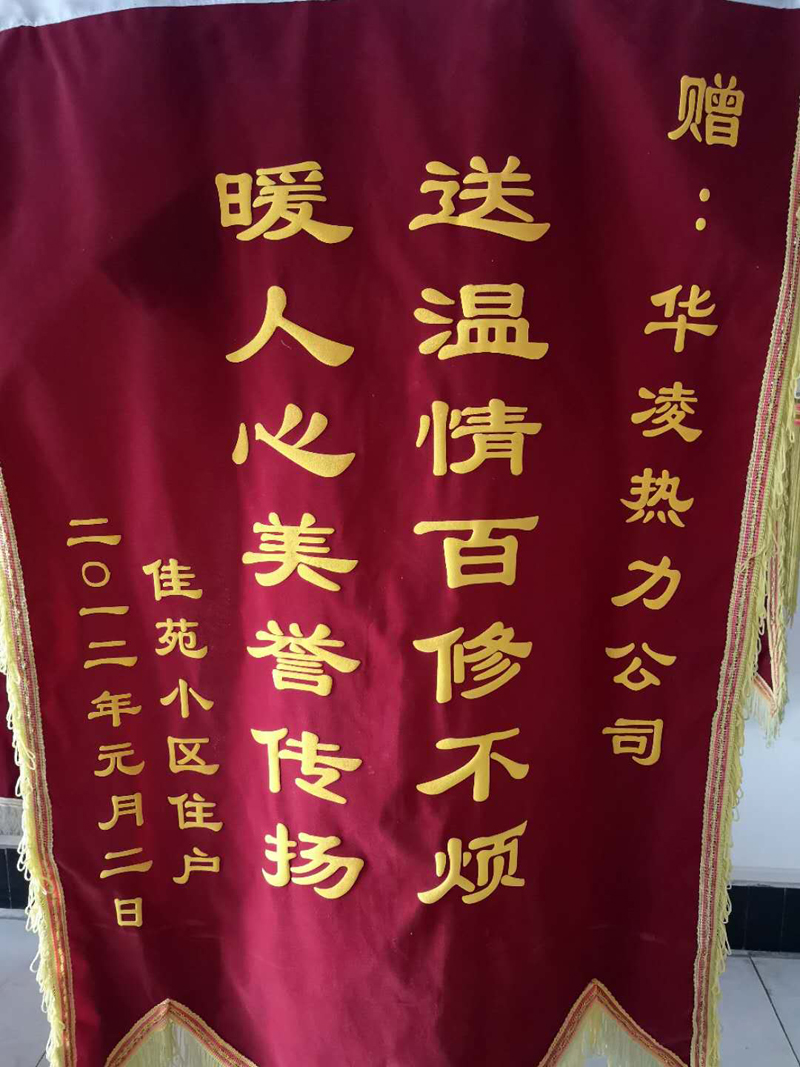 赠：华凌热力公司
送温情百修不烦
暖人心美誉传扬
佳苑小区住户
二〇一二年元月二日